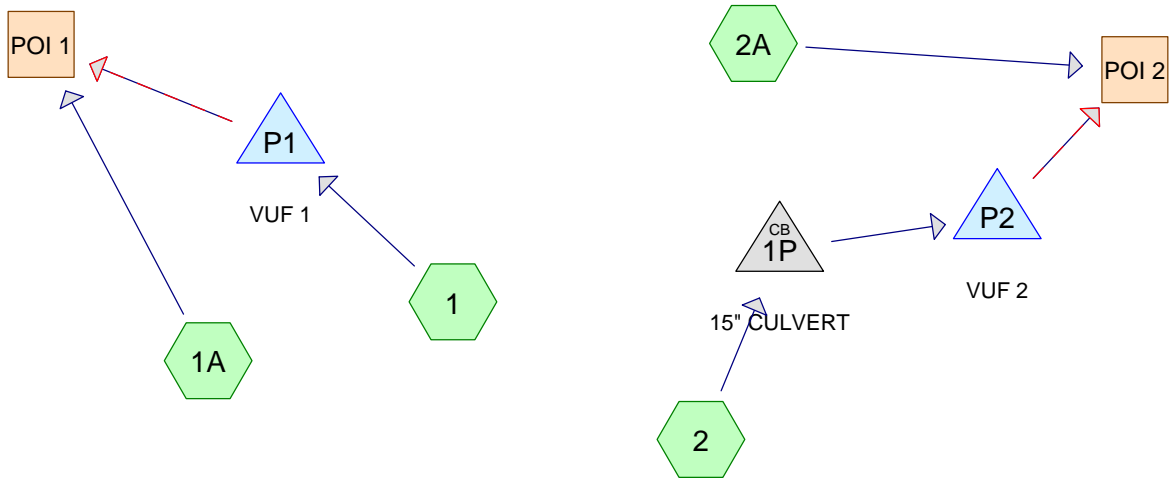 POI 1
2A
POI 2
P1
VUF 1
P2
CB
1P
VUF 2
1
15" CULVERT
1A
2